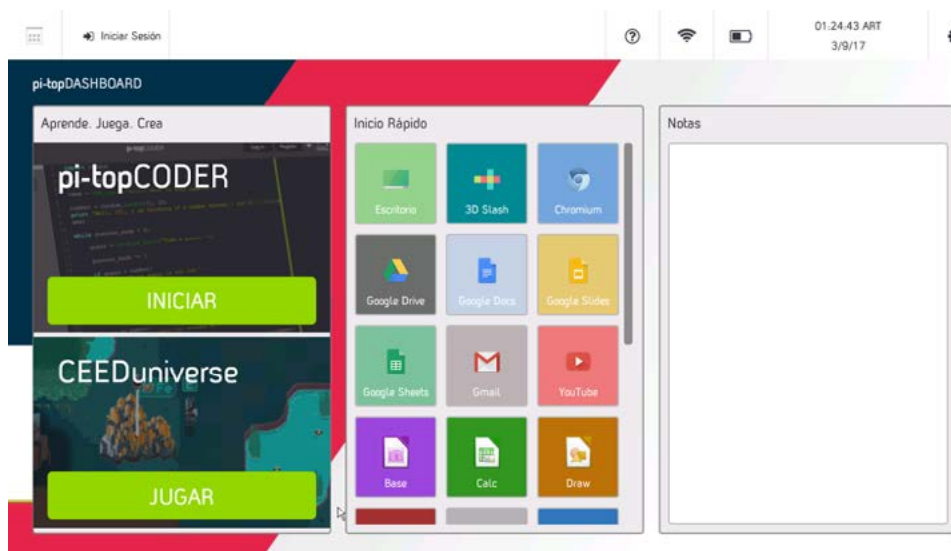 Iniciar Sesión
01.24.43 ART
3/9/17
pi-topDASHBOARD
Aprende. Juega. Crea
pi-topCODER
INICIAR
CEEDuniverse
JUGAR
Inicio Rápido
Escritorio
3D Slash
Chromium
Google Drive
Google Docs
Google Slides
Google Sheets
Gmail
YouTube
Base
Calc
Draw
Notas